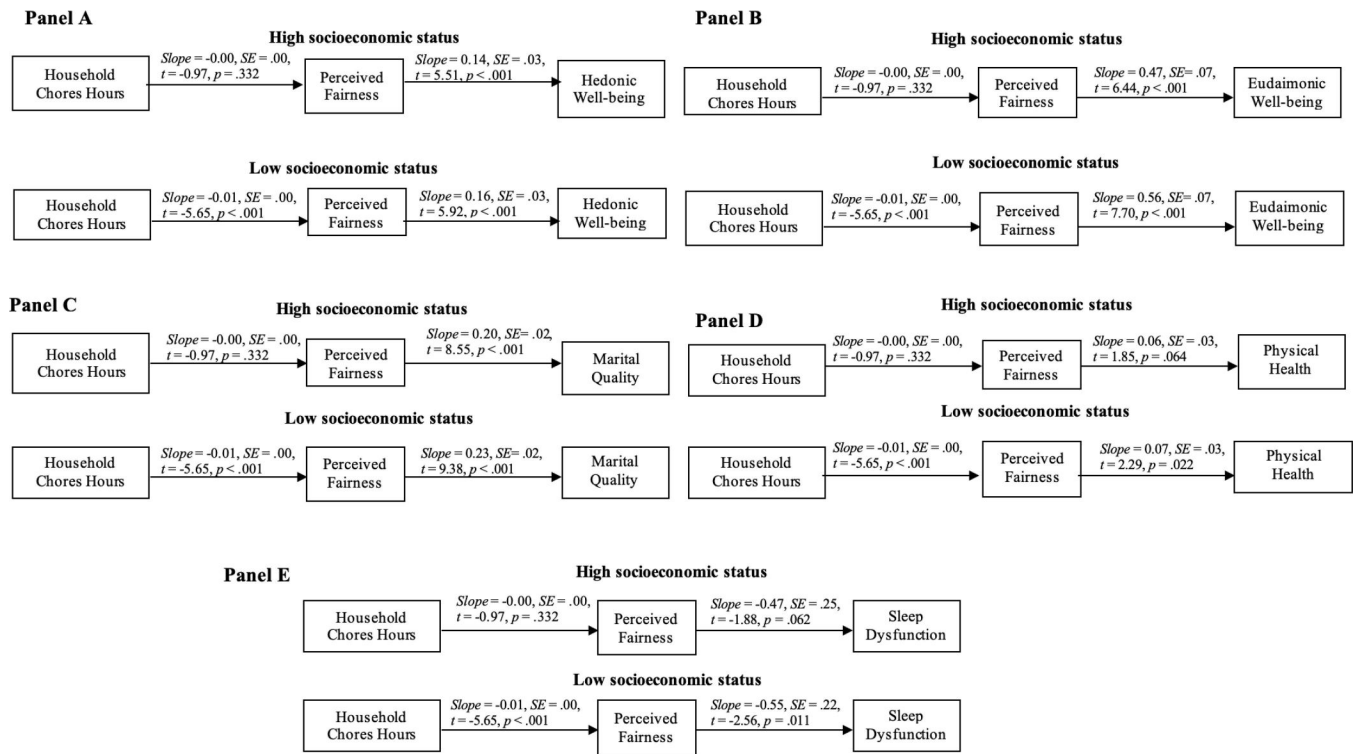 Panel A
High socioeconomic status
Household
Chores Hours
Slope = -0.00, SE = .00,
t = -0.97, p = .332
Perceived
Fairness
Slope = 0.14, SE = .03,
t = 5.51, p < .001
Hedonic
Well-being
Low socioeconomic status
Household
Chores Hours
Slope = -0.01, SE = .00,
t = -5.65, p < .001
Perceived
Fairness
Slope = 0.16, SE = .03,
t = 5.92, p < .001
Hedonic
Well-being
Panel B
High socioeconomic status
Household
Chores Hours
Slope = -0.00, SE = .00,
t = -0.97, p = .332
Perceived
Fairness
Slope = 0.47, SE= .07,
t = 6.44, p < .001
Eudaimonic
Well-being
Low socioeconomic status
Household
Chores Hours
Slope = -0.01, SE = .00,
t = -5.65, p < .001
Perceived
Fairness
Slope = 0.56, SE= .07,
t = 7.70, p < .001
Eudaimonic
Well-being
Panel C
High socioeconomic status
Household
Chores Hours
Slope = -0.00, SE = .00,
t = -0.97, p = .332
Perceived
Fairness
Slope = 0.20, SE= .02,
t = 8.55, p < .001
Marital
Quality
Low socioeconomic status
Household
Chores Hours
Slope = -0.01, SE = .00,
t = -5.65, p < .001
Perceived
Fairness
Slope = 0.23, SE = .02,
t = 9.38, p < .001
Marital
Quality
Panel D
High socioeconomic status
Household
Chores Hours
Slope = -0.00, SE = .00,
t = -0.97, p = .332
Perceived
Fairness
Slope = 0.06, SE = .03,
t = 1.85, p = .064
Physical
Health
Low socioeconomic status
Household
Chores Hours
Slope = -0.01, SE = .00,
t = -5.65, p < .001
Perceived
Fairness
Slope = 0.07, SE = .03,
t = 2.29, p = .022
Physical
Health
Panel E
High socioeconomic status
Household
Chores Hours
Slope = -0.00, SE = .00,
t = -0.97, p = .332
Perceived
Fairness
Slope = -0.47, SE = .25,
t = -1.88, p = .062
Sleep
Dysfunction
Low socioeconomic status
Household
Chores Hours
Slope = -0.01, SE = .00,
t = -5.65, p < .001
Perceived
Fairness
Slope = -0.55, SE = .22,
t = -2.56, p = .011
Sleep
Dysfunction